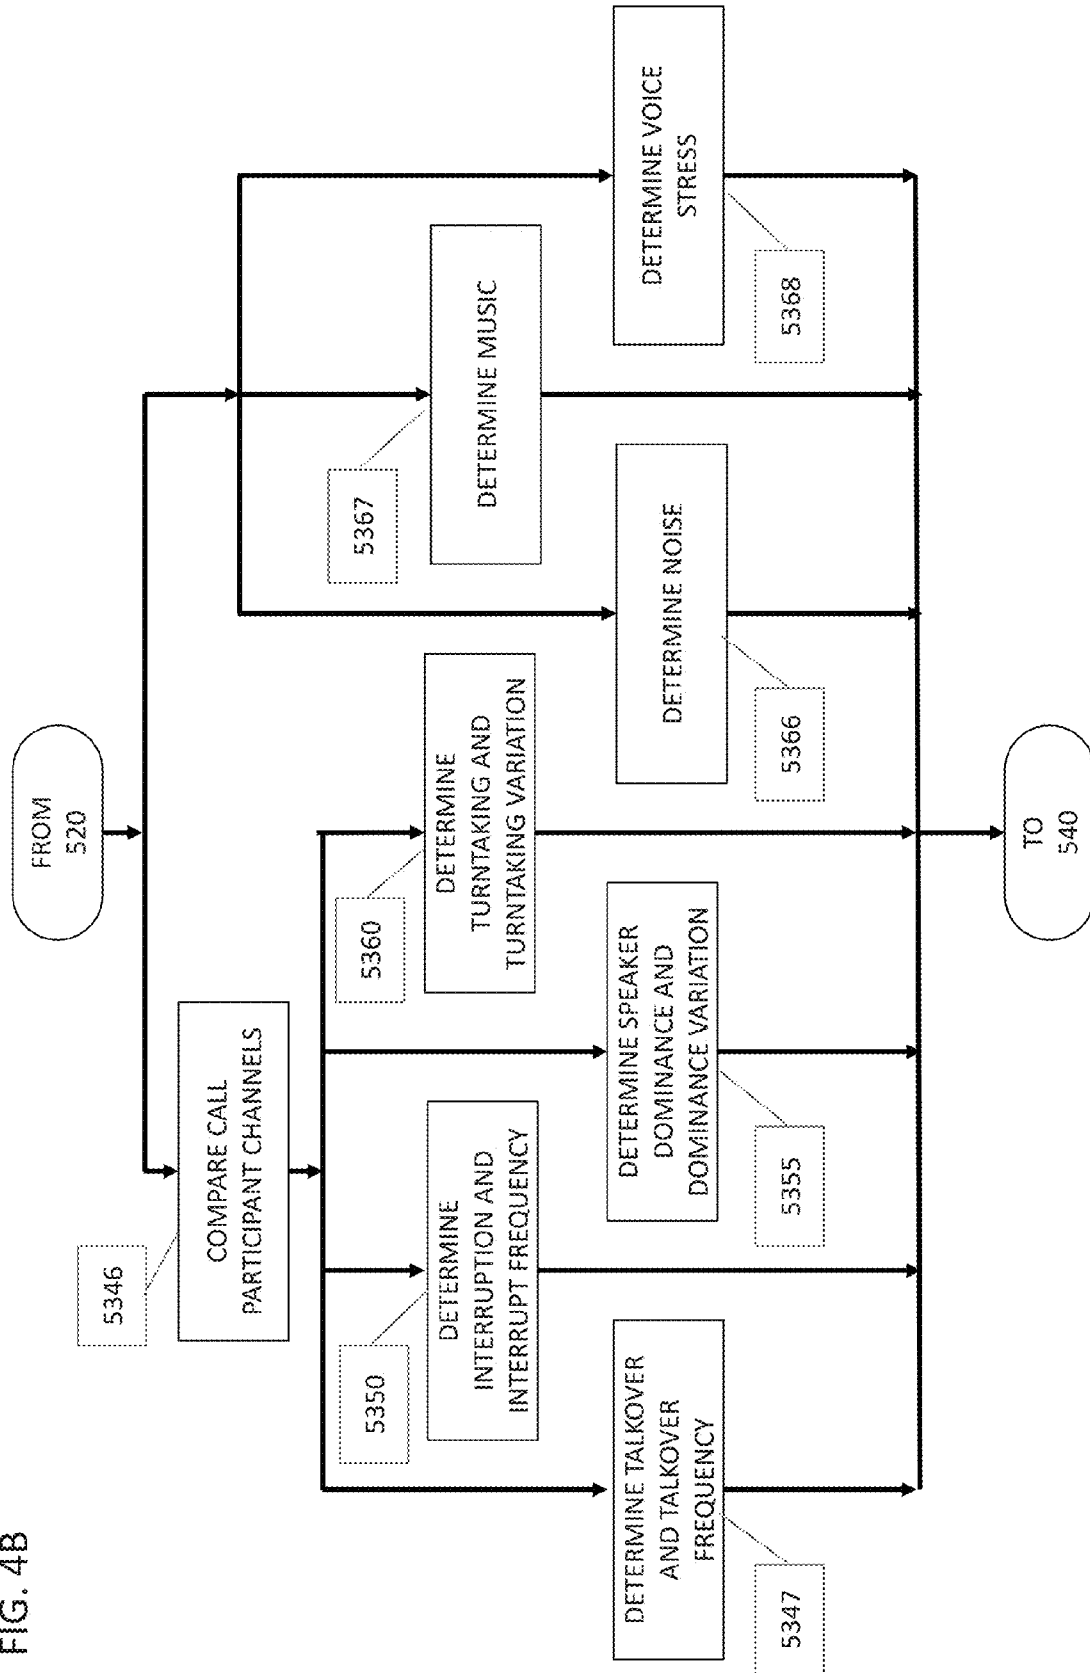 FIG. 4B
FROM
520
5346
COMPARE CALL
PARTICIPANT CHANNELS
5350
DETERMINE
INTERRUPTION AND
INTERRUPT FREQUENCY
5360
DETERMINE
TURNTAKING AND
TURNTAKING VARIATION
5367
DETERMINE MUSIC
DETERMINE TALKOVER
AND TALKOVER
FREQUENCY
5347
DETERMINE SPEAKER
DOMINANCE AND
DOMINANCE VARIATION
5355
DETERMINE NOISE
5366
DETERMINE VOICE
STRESS
5368
TO
540